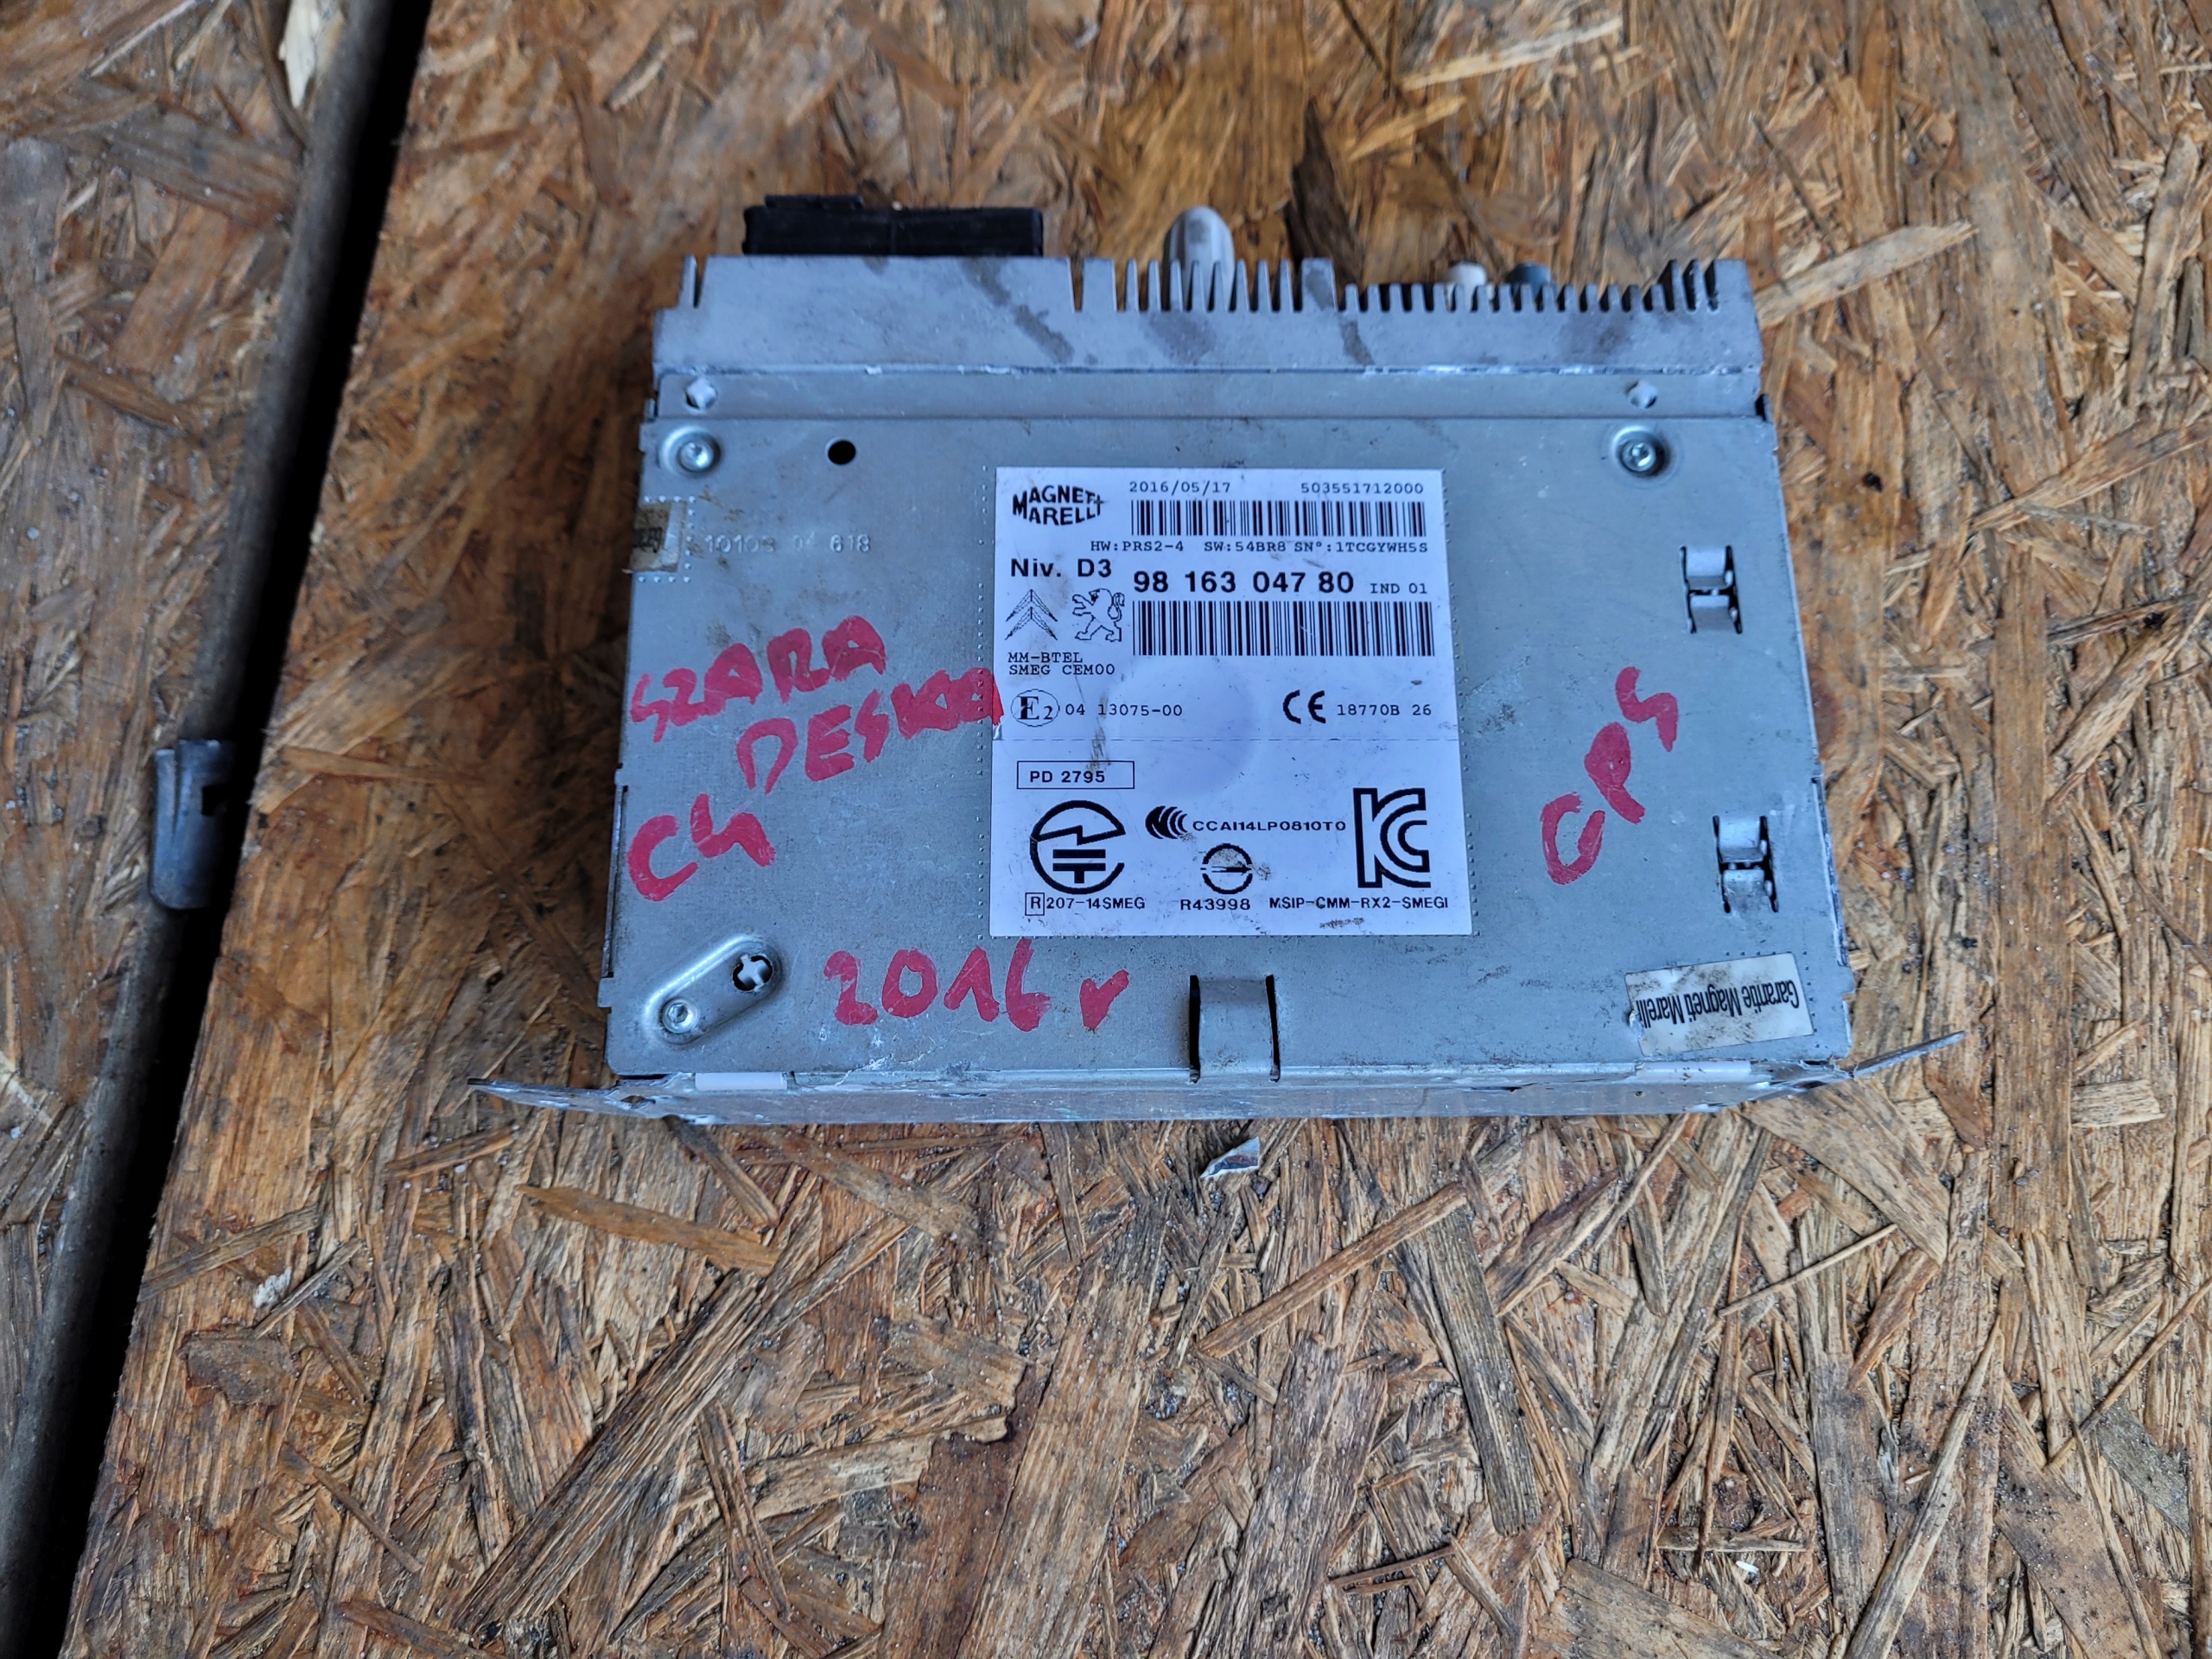 MAGNETI
MARELLI
2016/05/17 503551712000
HW:PRS2-4 SW:54BR8 SN°:1TCGYWH5S
Niv. D3 98 163 047 80 IND 01
MM-BTEL
SMEG CEM00
E2 04 13075-00 CE 18770B 26
PD 2795
CCAI14LP0810T0
R 207-14SMEG R43998 MSIP-CMM-RX2-SMEGI
SZARA
DESKA
C4
2016 r
CPS
Garantie Magneti Marelli